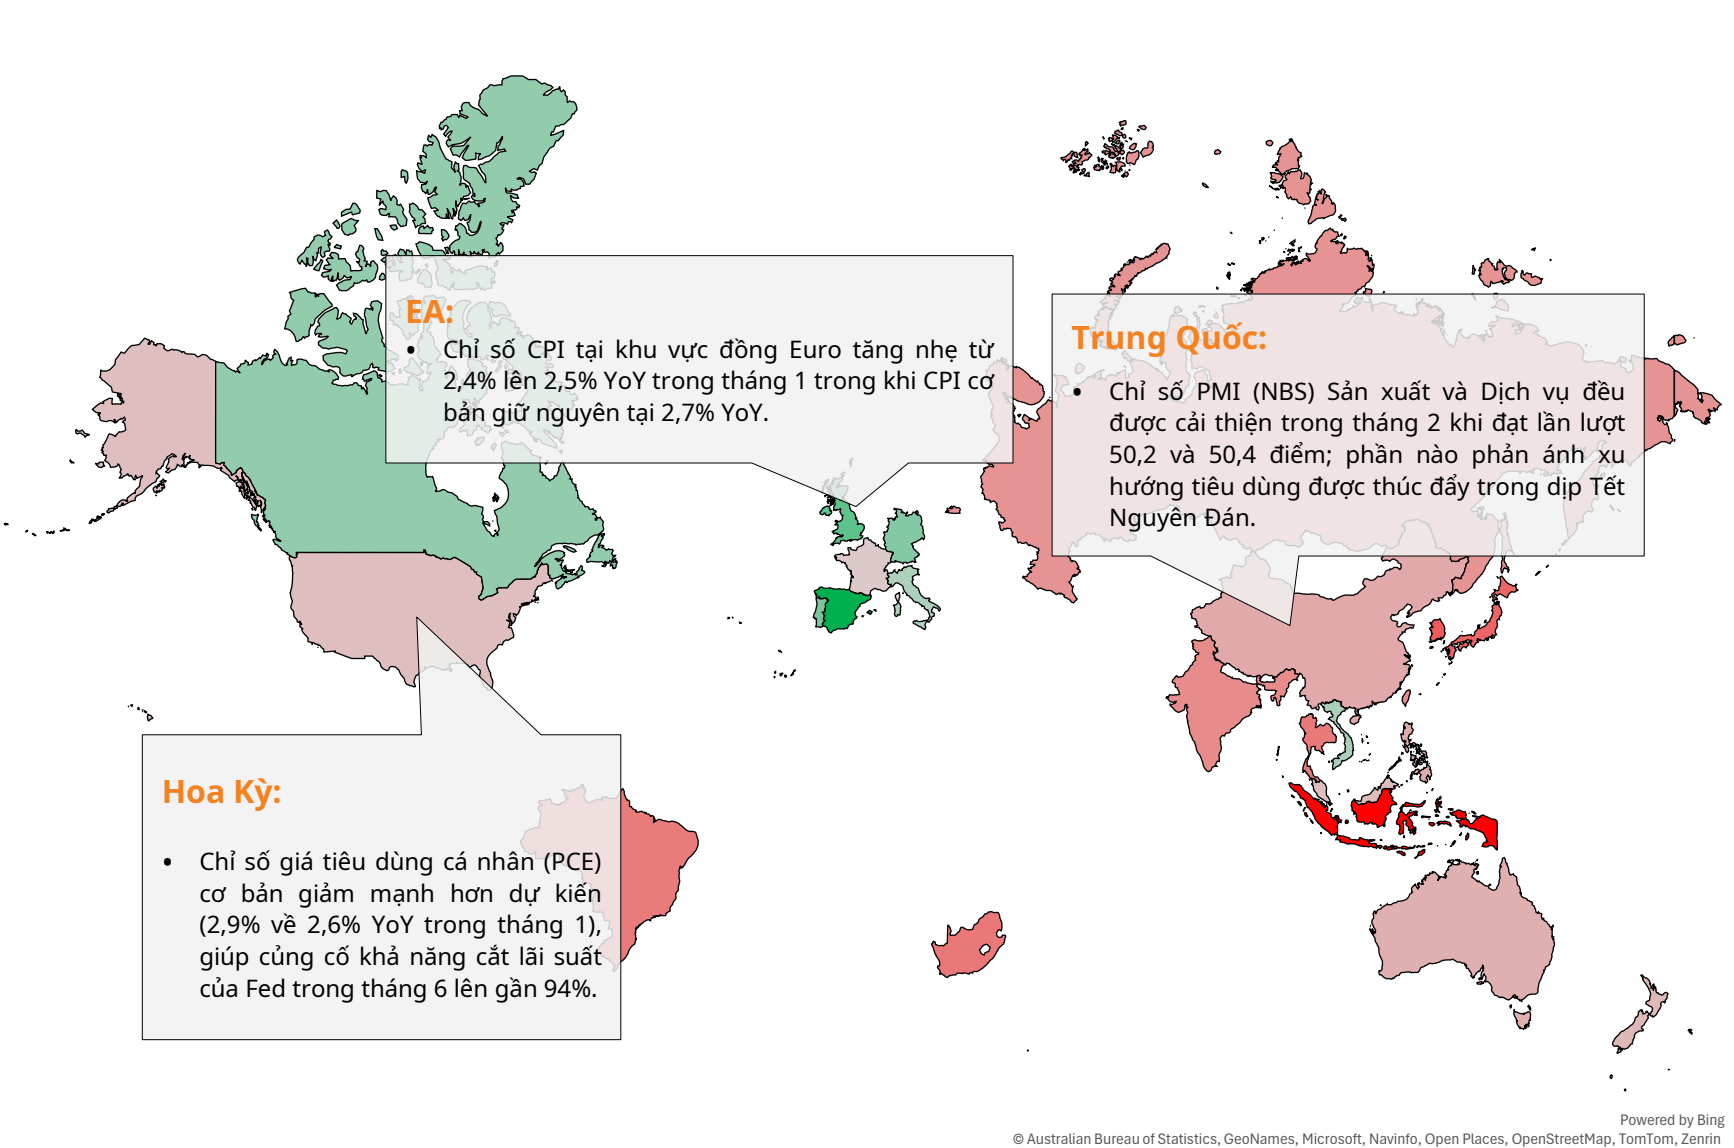 EA:
• Chỉ số CPI tại khu vực đồng Euro tăng nhẹ từ
2,4% lên 2,5% YoY trong tháng 1 trong khi CPI cơ
bản giữ nguyên tại 2,7% YoY.
Trung Quốc:
• Chỉ số PMI (NBS) Sản xuất và Dịch vụ đều
được cải thiện trong tháng 2 khi đạt lần lượt
50,2 và 50,4 điểm; phần nào phản ánh xu
hướng tiêu dùng được thúc đẩy trong dịp Tết
Nguyên Đán.
Hoa Kỳ:
• Chỉ số giá tiêu dùng cá nhân (PCE)
cơ bản giảm mạnh hơn dự kiến
(2,9% về 2,6% YoY trong tháng 1),
giúp củng cố khả năng cắt lãi suất
của Fed trong tháng 6 lên gần 94%.
Powered by Bing
© Australian Bureau of Statistics, GeoNames, Microsoft, Navinfo, Open Places, OpenStreetMap, TomTom, Zenrin